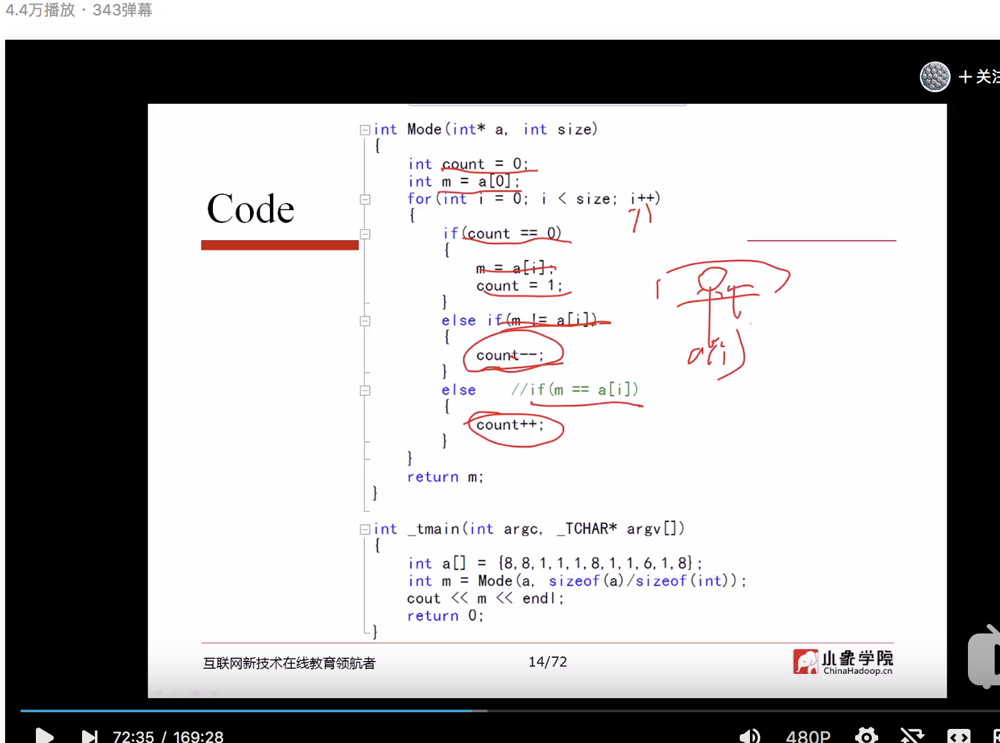 4.4万播放 · 343弹幕
+ 关注
Code
int Mode(int* a, int size)
{
int count = 0;
int m = a[0];
for(int i = 0; i < size; i++)
{
if(count == 0)
{
m = a[i];
count = 1;
}
else if(m != a[i])
{
count--;
}
else //if(m == a[i])
{
count++;
}
}
return m;
}
a[i]
int _tmain(int argc, _TCHAR* argv[])
{
int a[] = {8,8,1,1,1,8,1,1,6,1,8};
int m = Mode(a, sizeof(a)/sizeof(int));
cout << m << endl;
return 0;
}
互联网新技术在线教育领航者
14/72
小象学院
ChinaHadoop.cn
72:35 / 169:28
480P